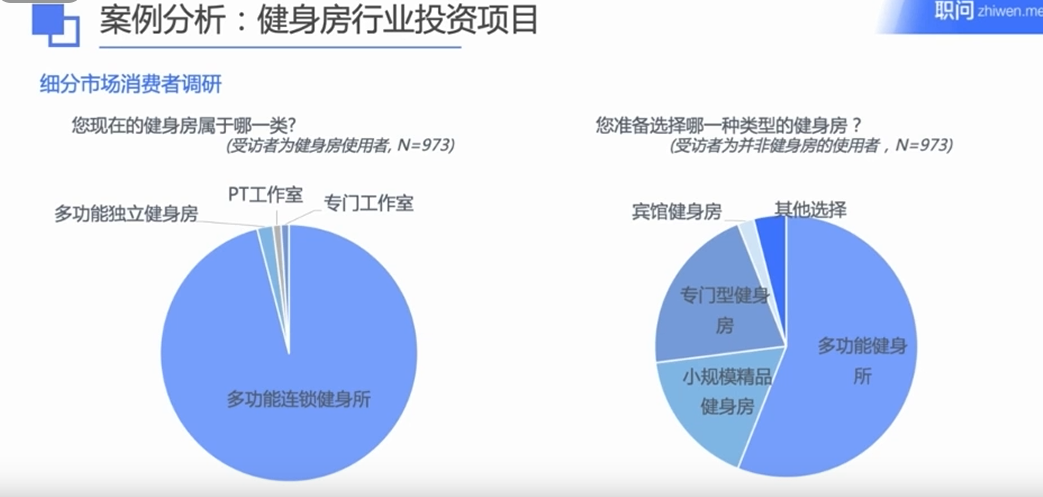 案例分析：健身房行业投资项目
职问 zhiwen.me
细分市场消费者调研
您现在的健身房属于哪一类?
(受访者为健身房使用者, N=973)
PT工作室
专门工作室
多功能独立健身房
多功能连锁健身所
您准备选择哪一种类型的健身房？
(受访者为并非健身房的使用者，N=973)
宾馆健身房
其他选择
专门型健身
房
多功能健身
所
小规模精品
健身房